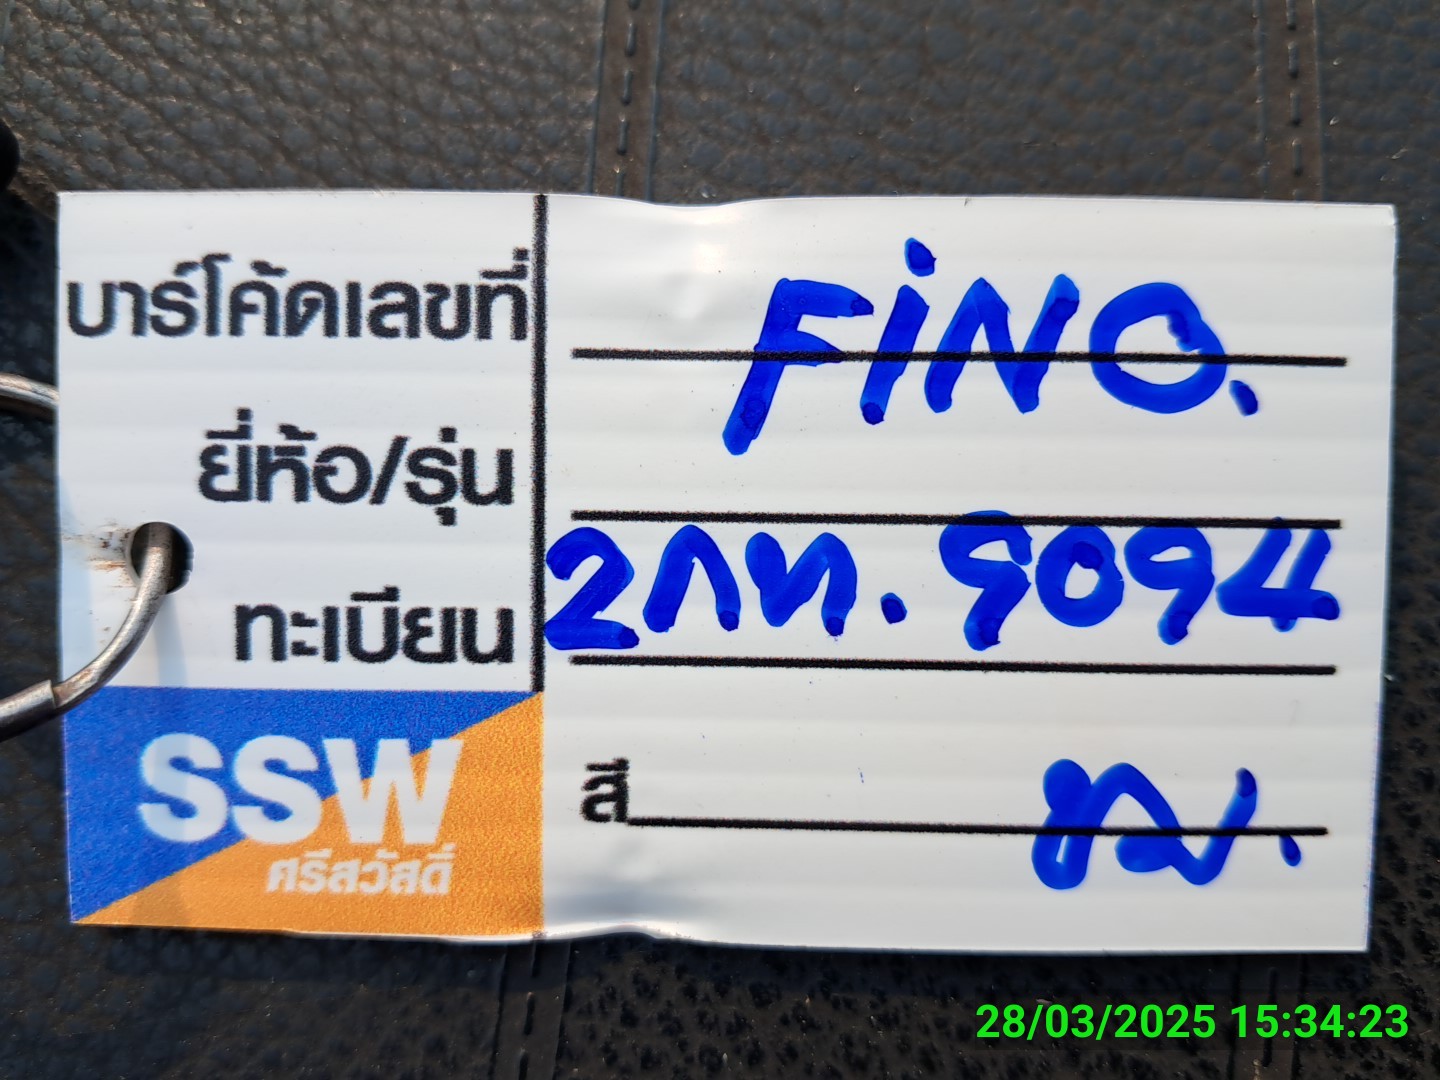 บาร์โค้ดเลขที่
FiNO.
ยี่ห้อ/รุ่น
ทะเบียน 2กท. 9094
SSW
ศรีสวัสดิ์
สี
28/03/2025 15:34:23